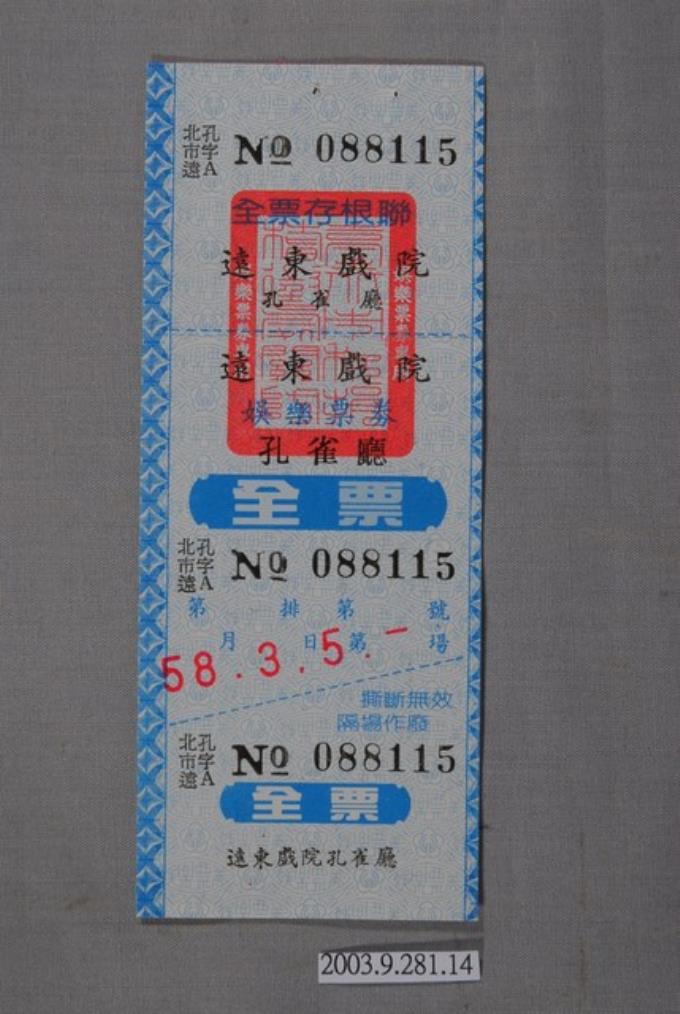 北市遠 孔字A
No 088115
全票存根聯
遠東戲院
孔雀廳
遠東戲院
娛樂票券
孔雀廳
全票
北市遠 孔字A
No 088115
第 排 第 號
月 日 第 場
58.3.5.-
撕斷無效
隔場作廢
北市遠 孔字A
No 088115
全票
遠東戲院孔雀廳
2003.9.281.14